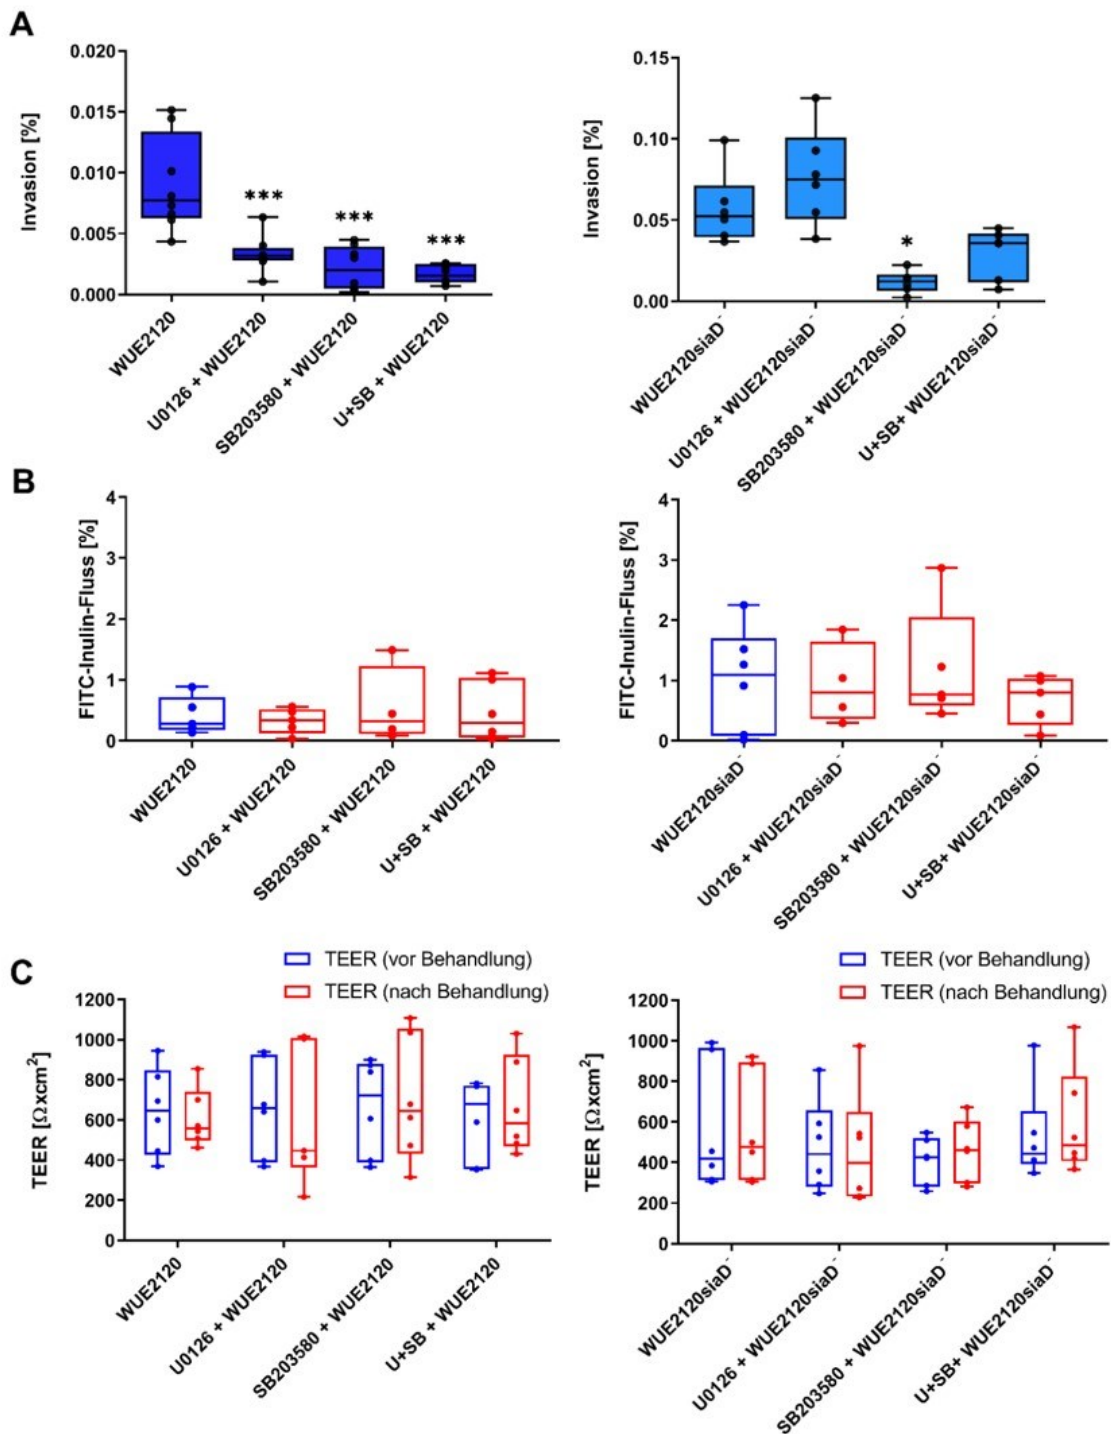 A
Invasion [%]
0.020
0.015
0.010
0.005
0.000
***
***
***
WUE2120
U0126 + WUE2120
SB203580 + WUE2120
U+SB + WUE2120
Invasion [%]
0.15
0.10
0.05
0.00
*
WUE2120siaD⁻
U0126 + WUE2120siaD⁻
SB203580 + WUE2120siaD⁻
U+SB+ WUE2120siaD⁻
B
FITC-Inulin-Fluss [%]
4
3
2
1
0
WUE2120
U0126 + WUE2120
SB203580 + WUE2120
U+SB + WUE2120
FITC-Inulin-Fluss [%]
4
3
2
1
0
WUE2120siaD⁻
U0126 + WUE2120siaD⁻
SB203580 + WUE2120siaD⁻
U+SB+ WUE2120siaD⁻
C
TEER (vor Behandlung)
TEER (nach Behandlung)
TEER [Ωxcm²]
1200
1000
800
600
400
200
0
WUE2120
U0126 + WUE2120
SB203580 + WUE2120
U+SB + WUE2120
TEER (vor Behandlung)
TEER (nach Behandlung)
TEER [Ωxcm²]
1200
1000
800
600
400
200
0
WUE2120siaD⁻
U0126 + WUE2120siaD⁻
SB203580 + WUE2120siaD⁻
U+SB+ WUE2120siaD⁻